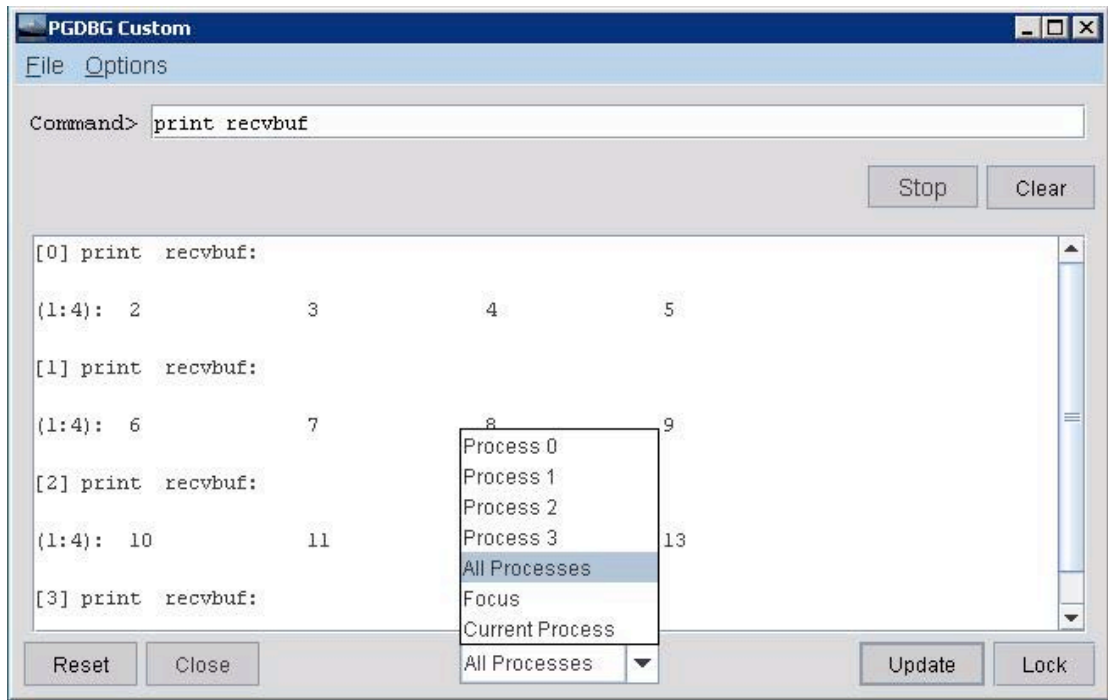 PGDBG Custom
File Options
Command> print recvbuf
Stop Clear
[0] print recvbuf:
(1:4): 2 3 4 5
[1] print recvbuf:
(1:4): 6 7 8 9
[2] print recvbuf:
(1:4): 10 11 13
[3] print recvbuf:
Process 0
Process 1
Process 2
Process 3
All Processes
Focus
Current Process
Reset Close All Processes Update Lock